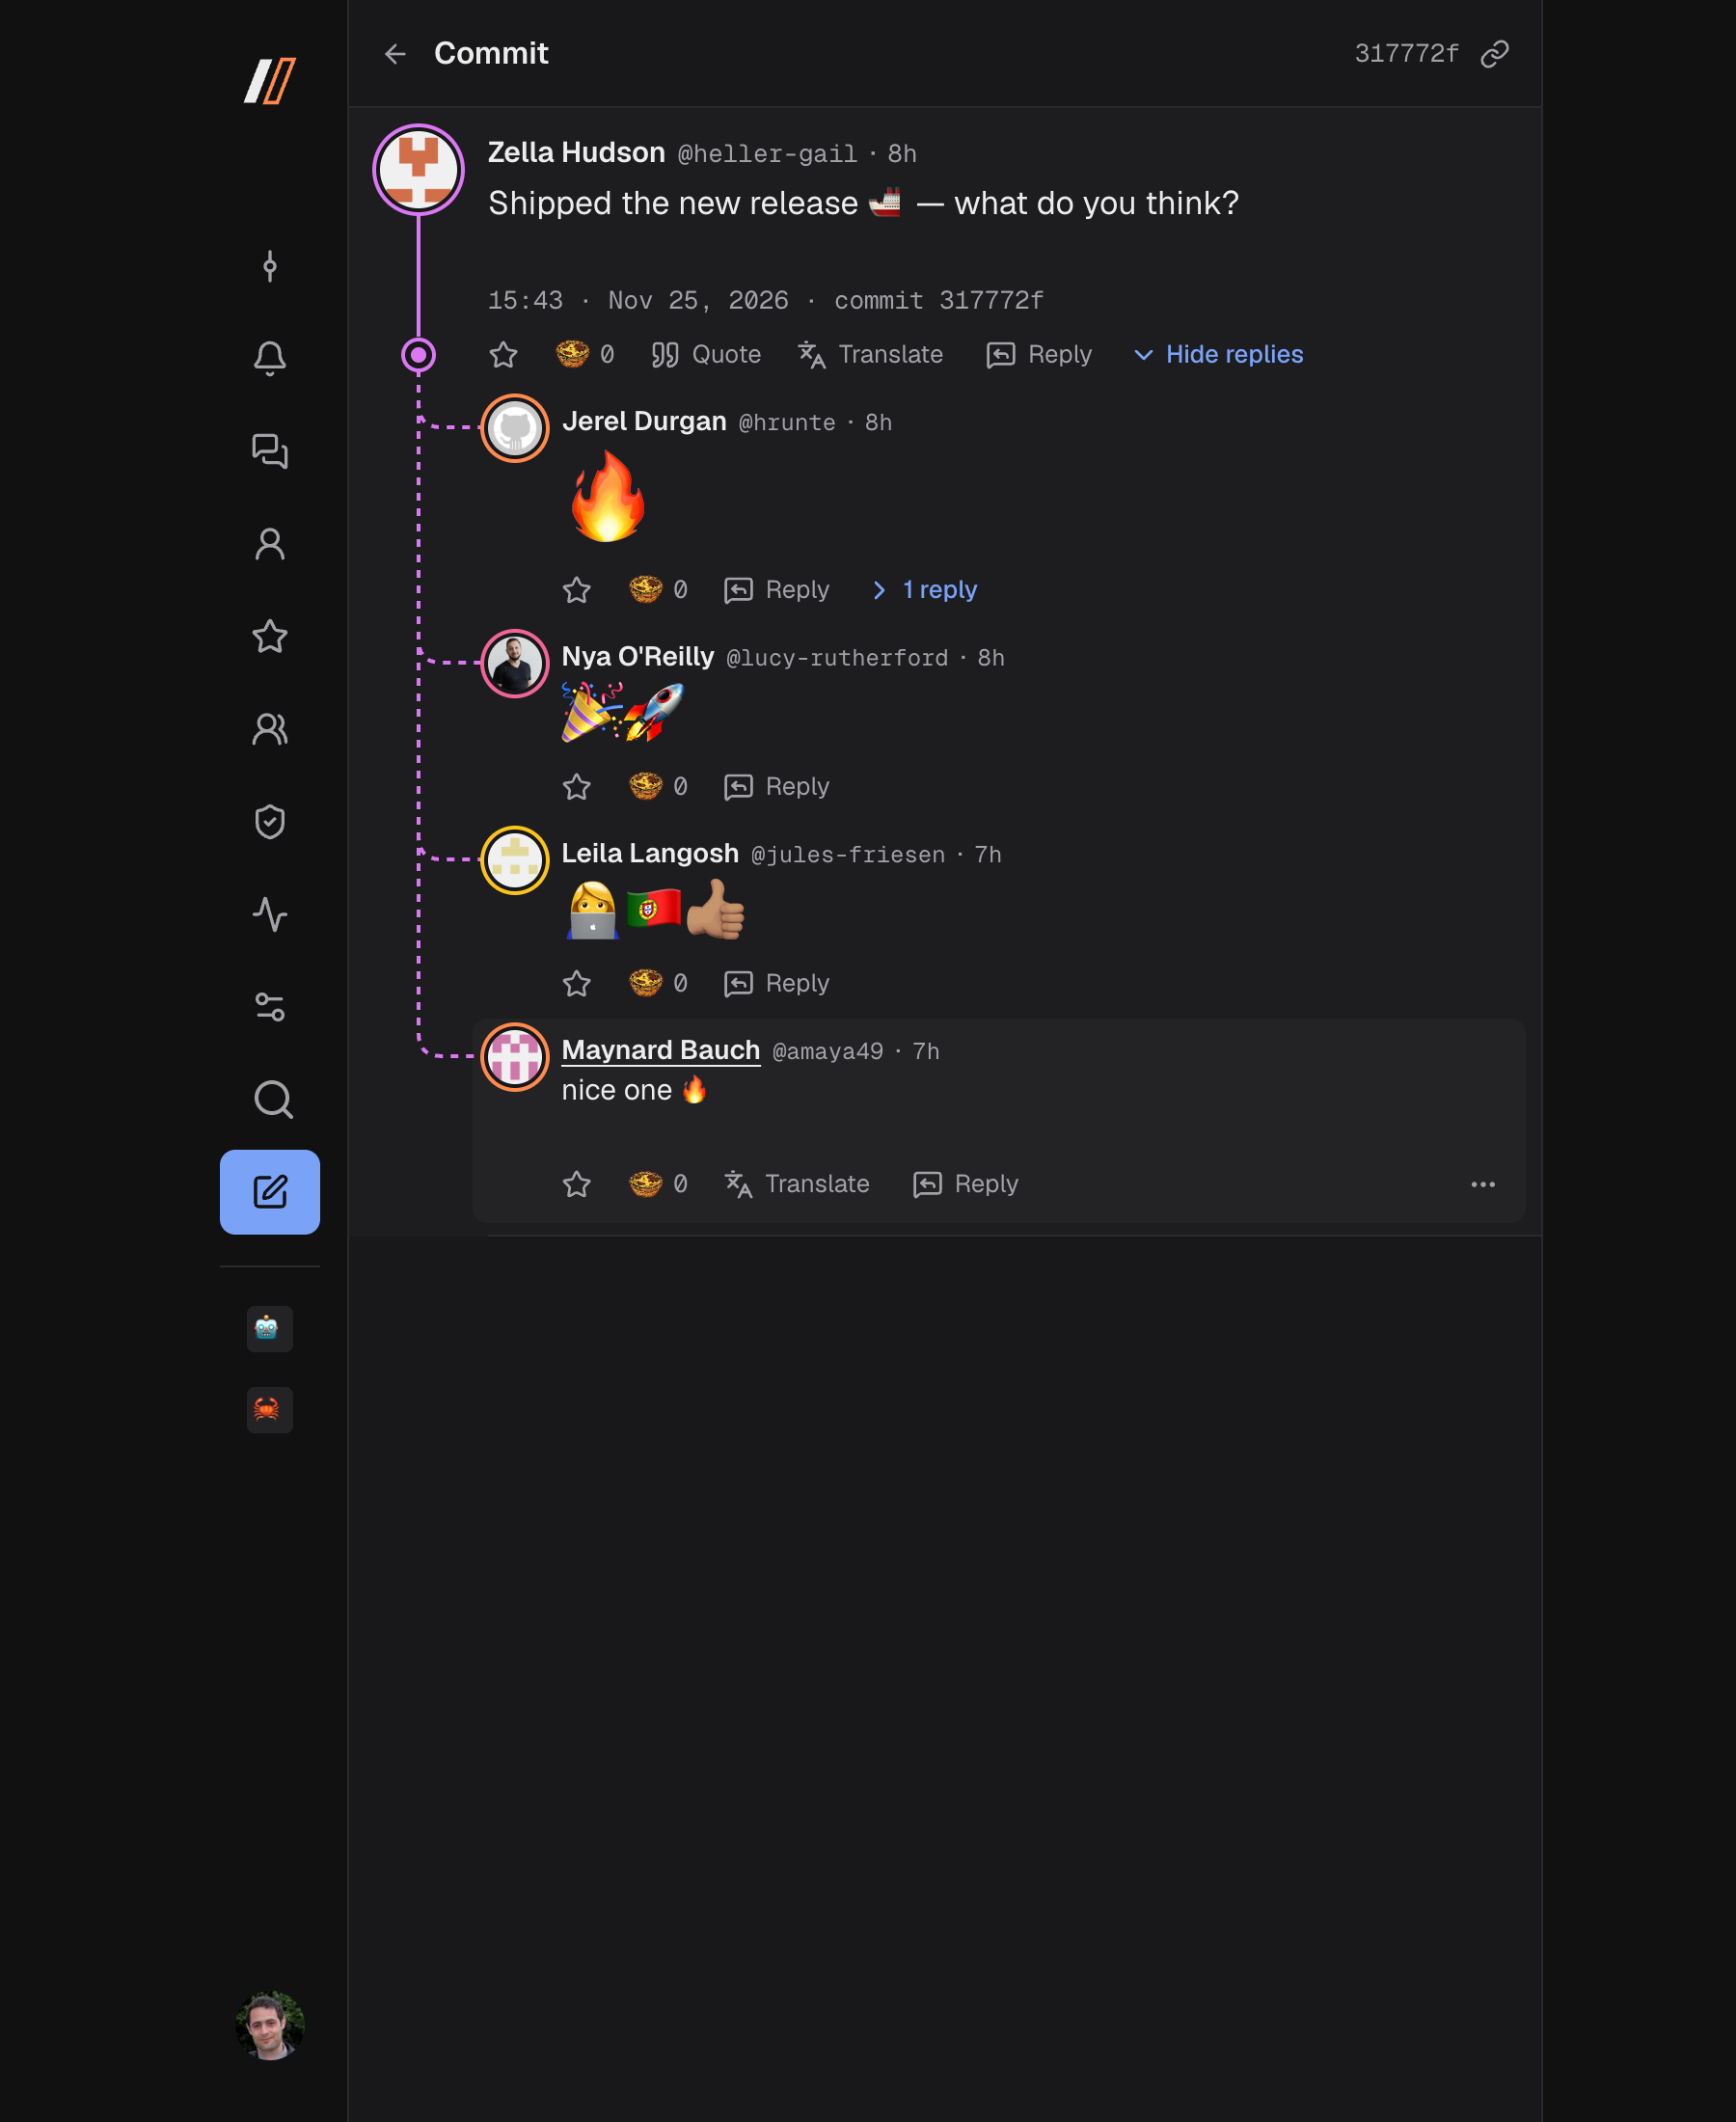 Commit 317772f
Zella Hudson @heller-gail · 8h
Shipped the new release 🚢 — what do you think?
15:43 · Nov 25, 2026 · commit 317772f
0 Quote Translate Reply Hide replies
Jerel Durgan @hrunte · 8h
🔥
0 Reply 1 reply
Nya O'Reilly @lucy-rutherford · 8h
🎉🚀
0 Reply
Leila Langosh @jules-friesen · 7h
👩‍💻🇵🇹👍🏽
0 Reply
Maynard Bauch @amaya49 · 7h
nice one 🔥
0 Translate Reply